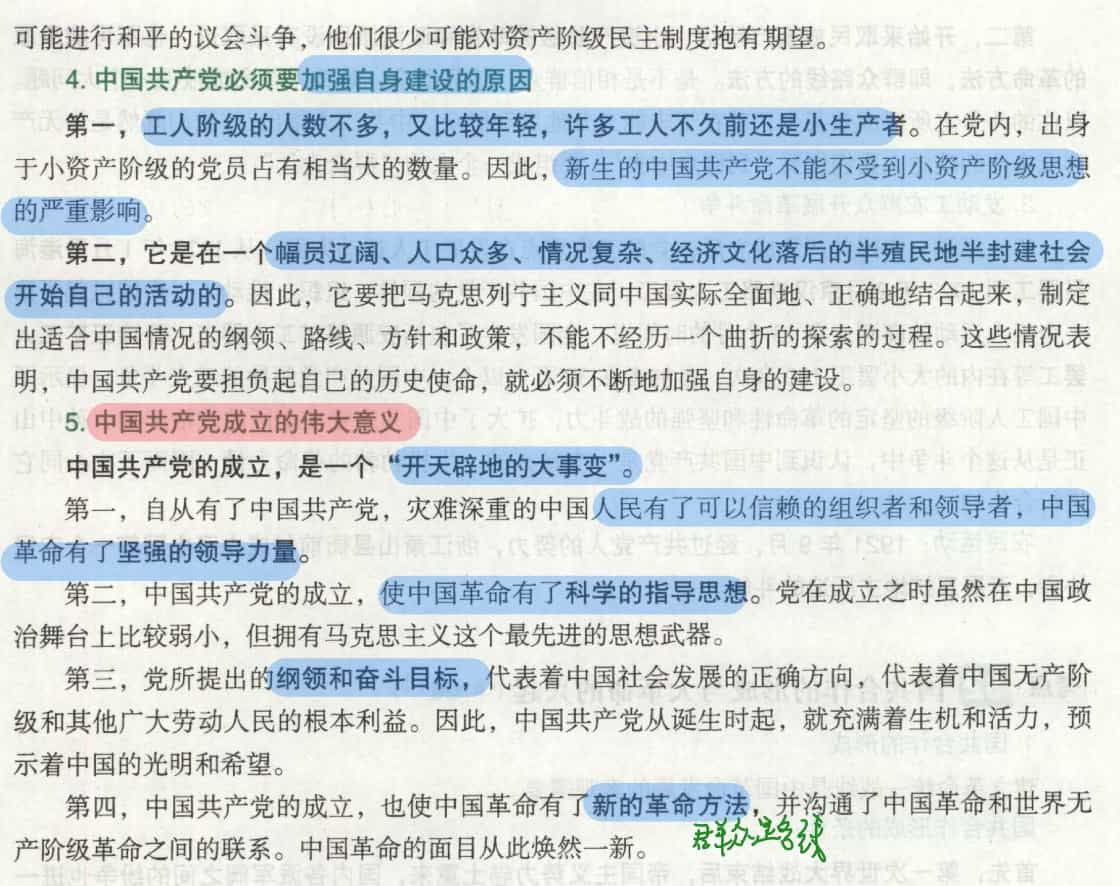 可能进行和平的议会斗争，他们很少可能对资产阶级民主制度抱有期望。
4. 中国共产党必须要加强自身建设的原因
第一，工人阶级的人数不多，又比较年轻，许多工人不久前还是小生产者。在党内，出身
于小资产阶级的党员占有相当大的数量。因此，新生的中国共产党不能不受到小资产阶级思想
的严重影响。
第二，它是在一个幅员辽阔、人口众多、情况复杂、经济文化落后的半殖民地半封建社会
开始自己的活动的。因此，它要把马克思列宁主义同中国实际全面地、正确地结合起来，制定
出适合中国情况的纲领、路线、方针和政策，不能不经历一个曲折的探索的过程。这些情况表
明，中国共产党要担负起自己的历史使命，就必须不断地加强自身的建设。
5. 中国共产党成立的伟大意义
中国共产党的成立，是一个“开天辟地的大事变”。
第一，自从有了中国共产党，灾难深重的中国人民有了可以信赖的组织者和领导者，中国
革命有了坚强的领导力量。
第二，中国共产党的成立，使中国革命有了科学的指导思想。党在成立之时虽然在中国政
治舞台上比较弱小，但拥有马克思主义这个最先进的思想武器。
第三，党所提出的纲领和奋斗目标，代表着中国社会发展的正确方向，代表着中国无产阶
级和其他广大劳动人民的根本利益。因此，中国共产党从诞生时起，就充满着生机和活力，预
示着中国的光明和希望。
第四，中国共产党的成立，也使中国革命有了新的革命方法，并沟通了中国革命和世界无
产阶级革命之间的联系。中国革命的面目从此焕然一新。
群众路线